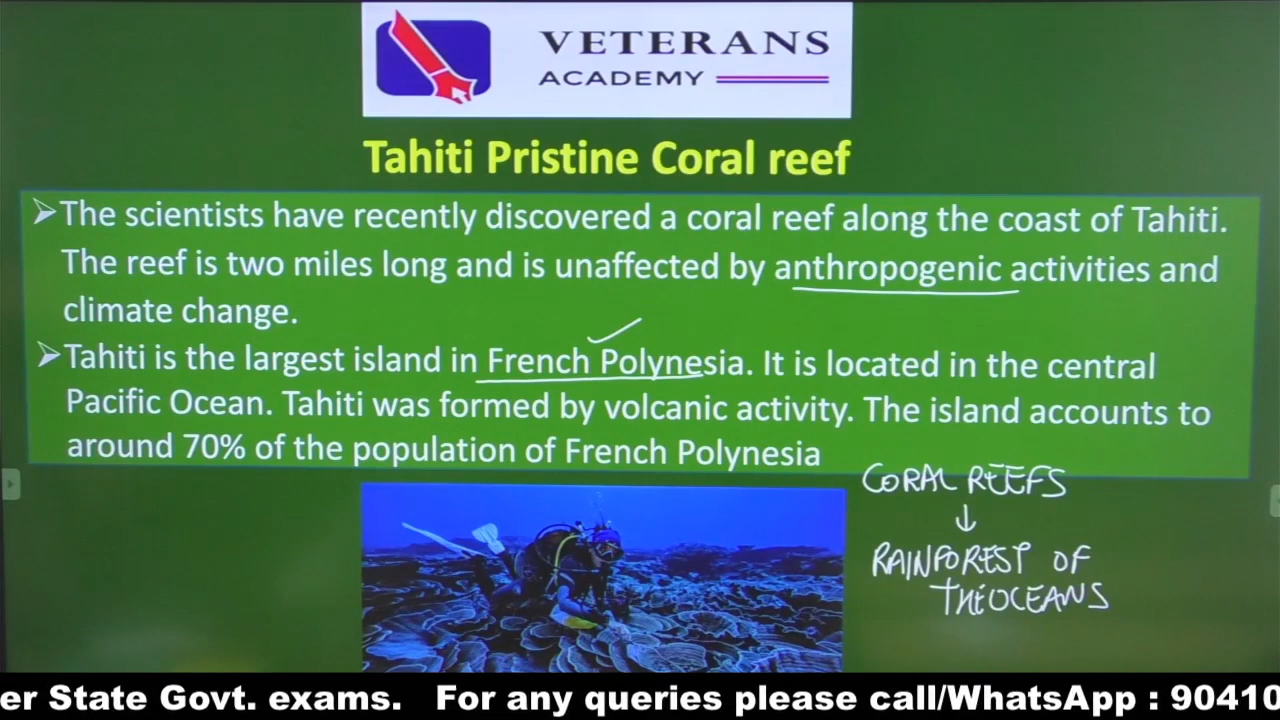 VETERANS
ACADEMY
Tahiti Pristine Coral reef
➢The scientists have recently discovered a coral reef along the coast of Tahiti.
The reef is two miles long and is unaffected by anthropogenic activities and
climate change.
➢Tahiti is the largest island in French Polynesia. It is located in the central
Pacific Ocean. Tahiti was formed by volcanic activity. The island accounts to
around 70% of the population of French Polynesia
CORAL REEFS
↓
RAINFOREST OF
THE OCEANS
er State Govt. exams. For any queries please call/WhatsApp : 90410